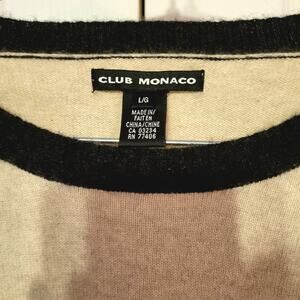 CLUB MONACO
L/G
MADE IN/
FAIT EN
CHINA/CHINE
CA 03234
RN 77406